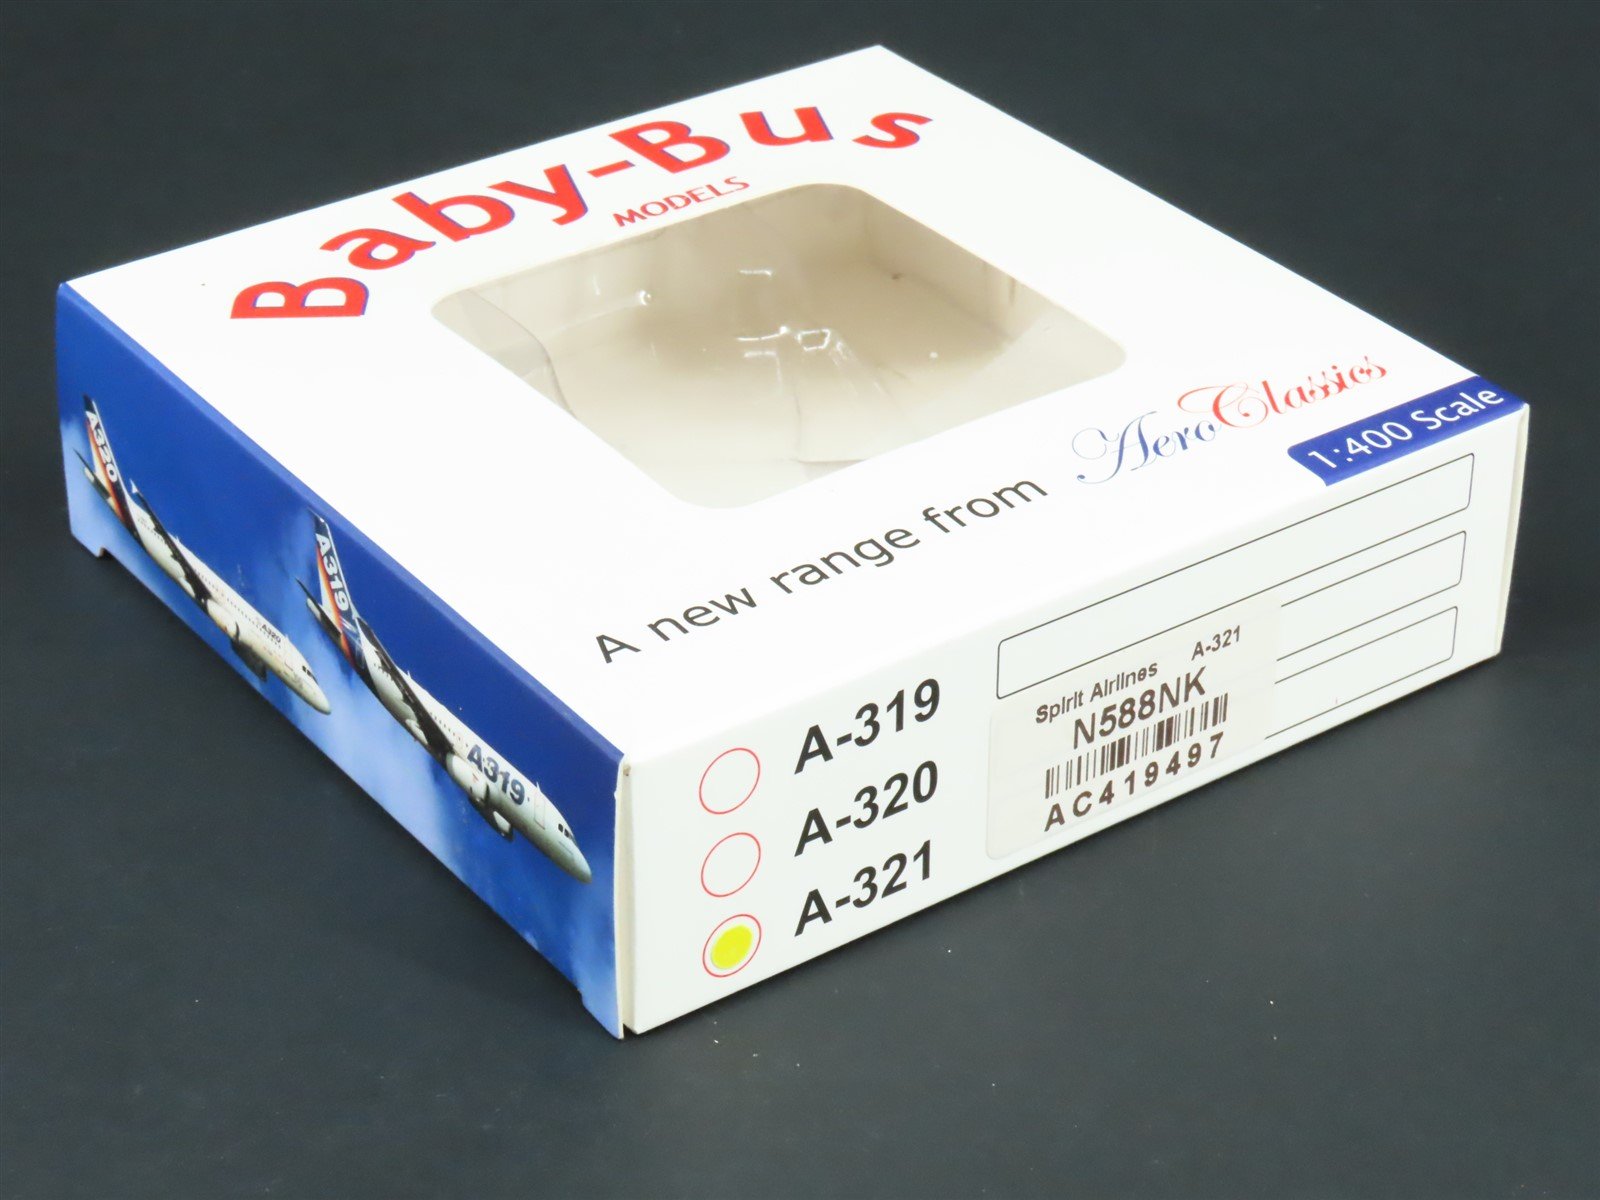 Baby-Bus
MODELS
A new range from AeroClassics
1:400 Scale
A320
A320
A319
A319
A-319
A-320
A-321
Spirit Airlines A-321
N588NK
AC419497